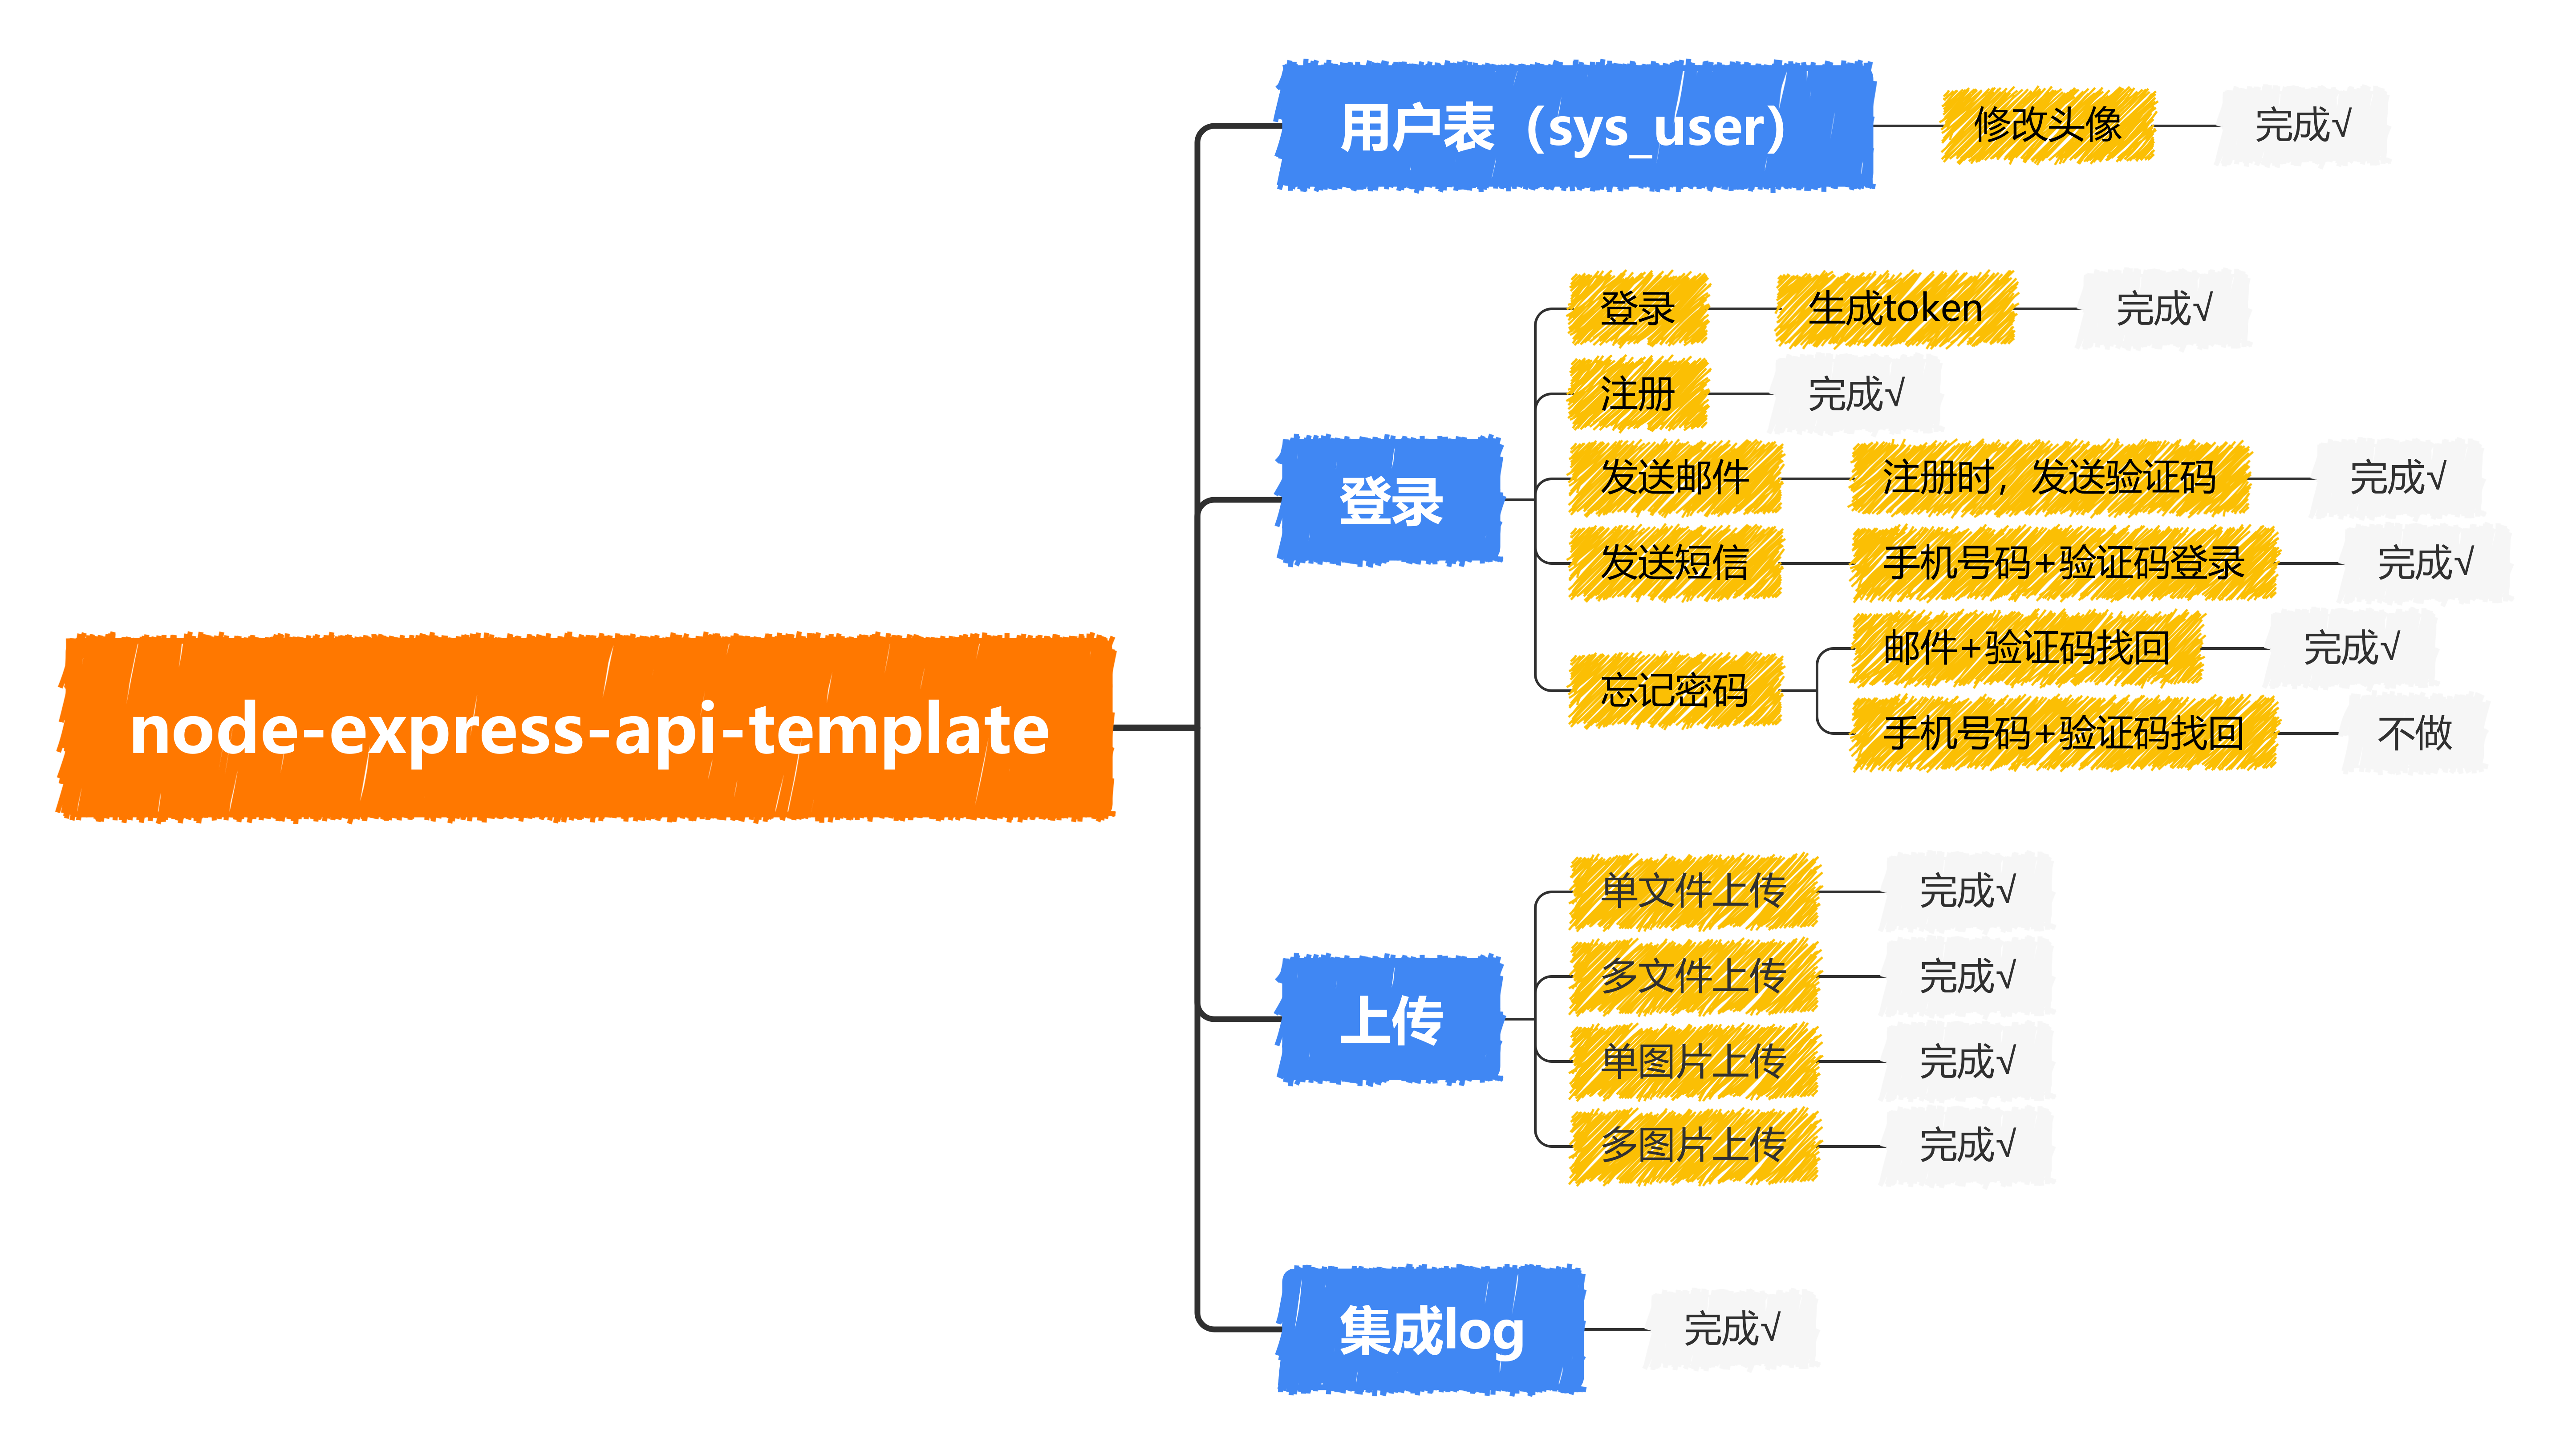 node-express-api-template
用户表（sys_user）
修改头像
完成√
登录
登录
生成token
完成√
注册
完成√
发送邮件
注册时，发送验证码
完成√
发送短信
手机号码+验证码登录
完成√
忘记密码
邮件+验证码找回
完成√
手机号码+验证码找回
不做
上传
单文件上传
完成√
多文件上传
完成√
单图片上传
完成√
多图片上传
完成√
集成log
完成√